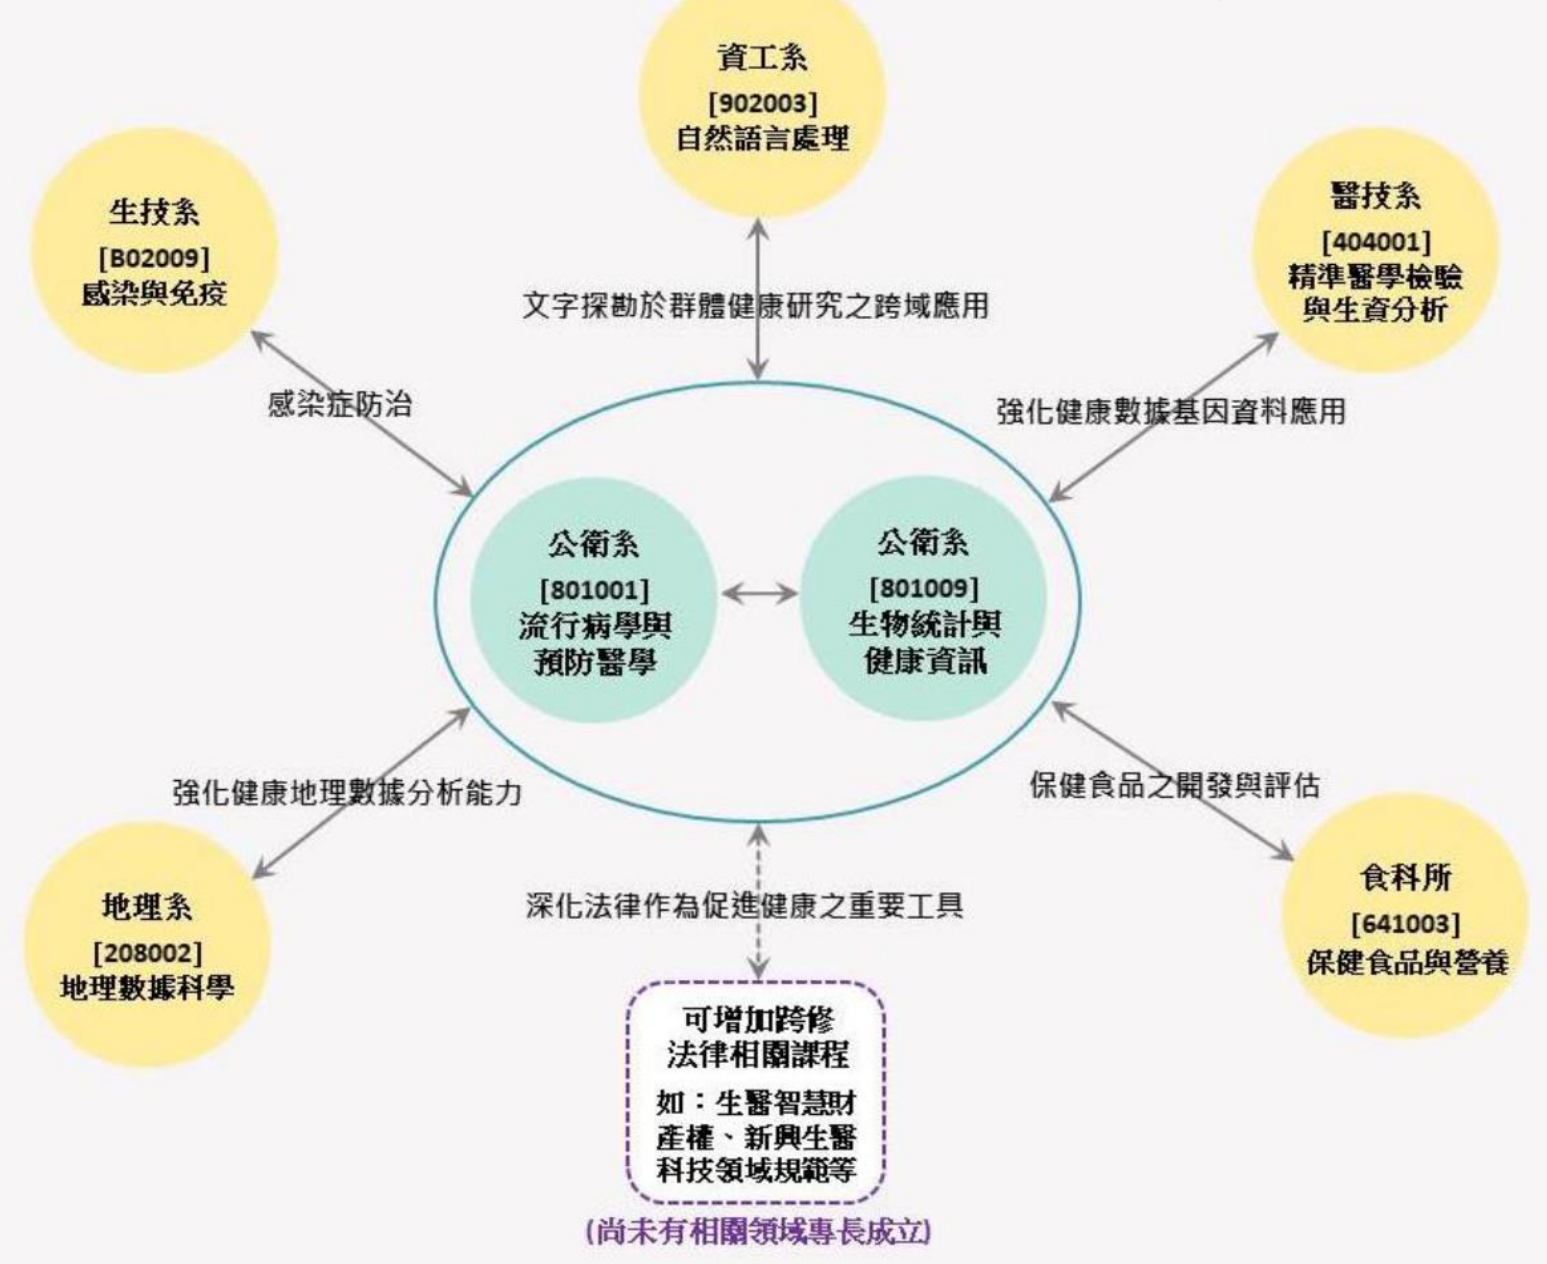 資工系
[902003]
自然語言處理
生技系
[B02009]
感染與免疫
醫技系
[404001]
精準醫學檢驗
與生資分析
文字探勘於群體健康研究之跨域應用
感染症防治
強化健康數據基因資料應用
公衛系
[801001]
流行病學與
預防醫學
公衛系
[801009]
生物統計與
健康資訊
強化健康地理數據分析能力
保健食品之開發與評估
地理系
[208002]
地理數據科學
深化法律作為促進健康之重要工具
食科所
[641003]
保健食品與營養
可增加跨修
法律相關課程
如：生醫智慧財
產權、新興生醫
科技領域規範等
(尚未有相關領域專長成立)